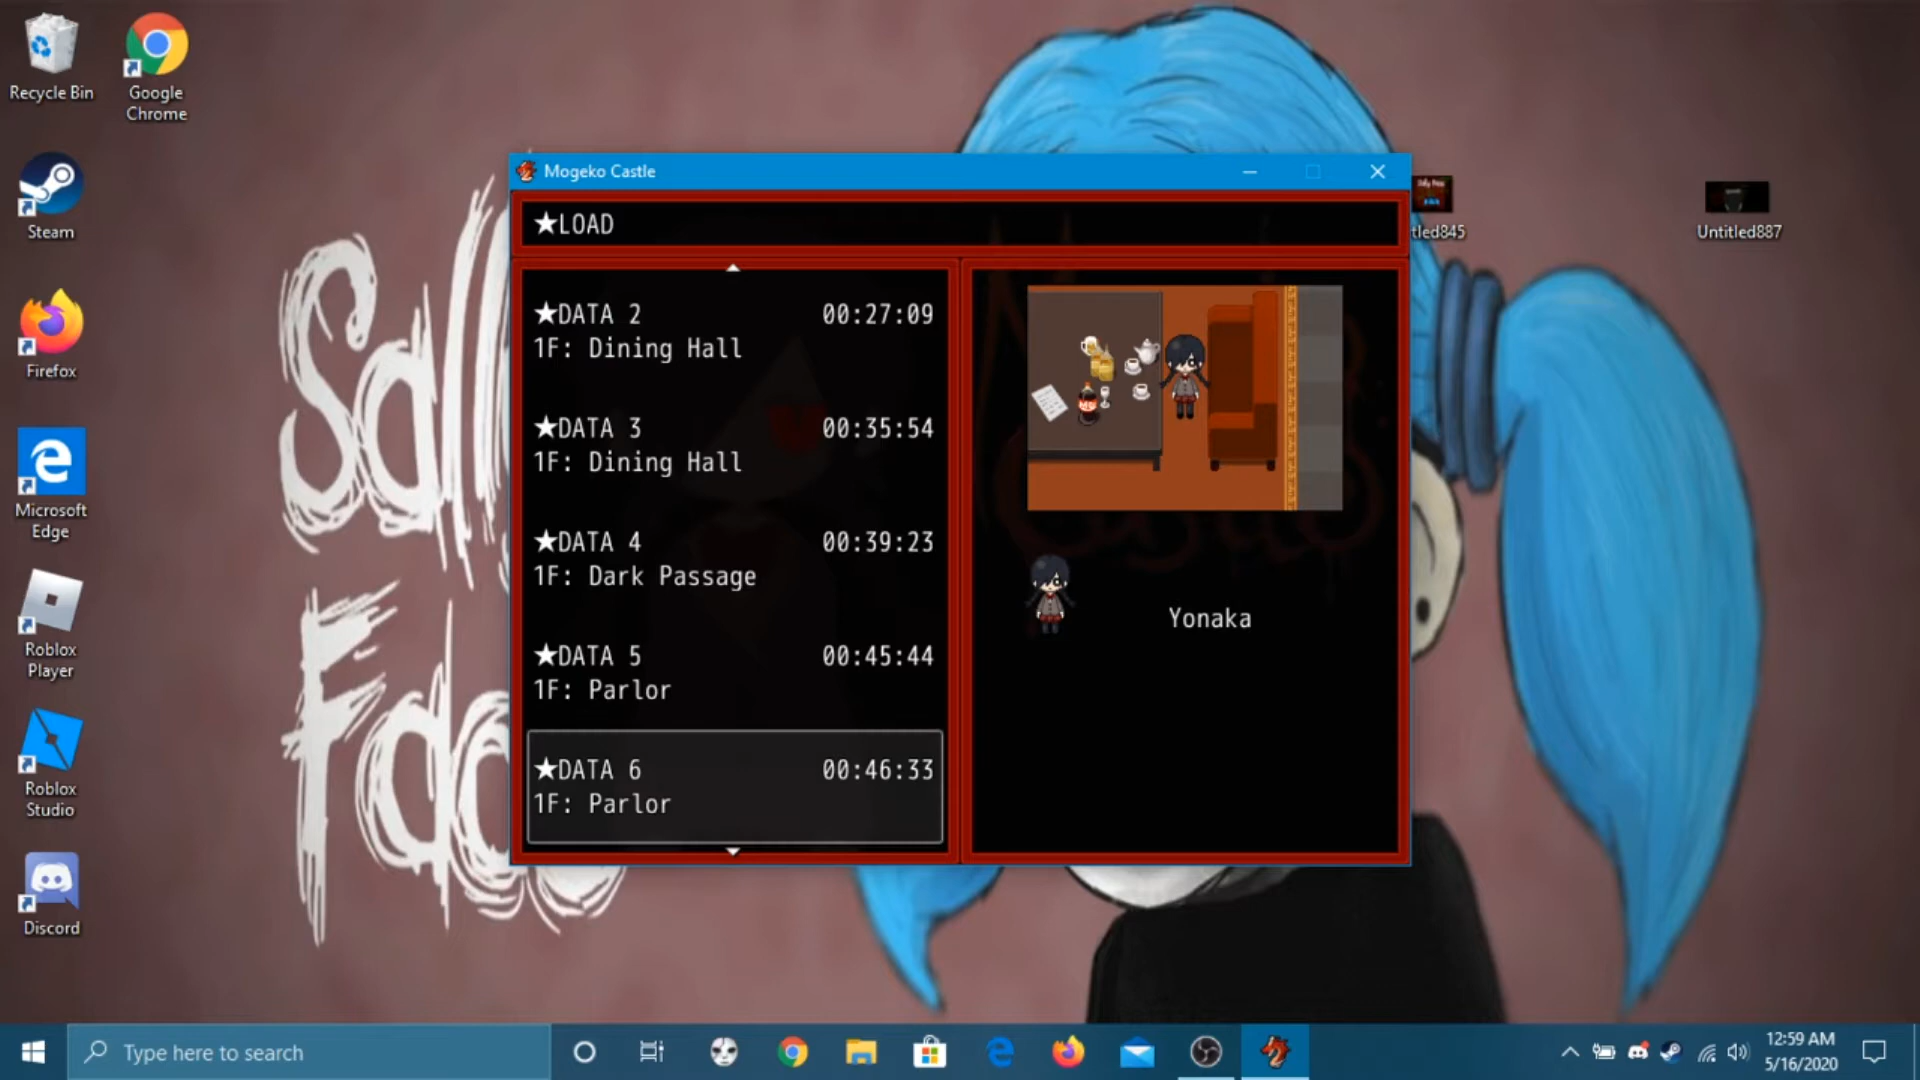 Recycle Bin
Google
Chrome
Steam
Firefox
Microsoft
Edge
Roblox
Player
Roblox
Studio
Discord
Sally
Face
Mogeko Castle
★LOAD
★DATA 2 00:27:09
1F: Dining Hall
★DATA 3 00:35:54
1F: Dining Hall
★DATA 4 00:39:23
1F: Dark Passage
★DATA 5 00:45:44
1F: Parlor
★DATA 6 00:46:33
1F: Parlor
Yonaka
tled845
Untitled887
Type here to search
12:59 AM
5/16/2020